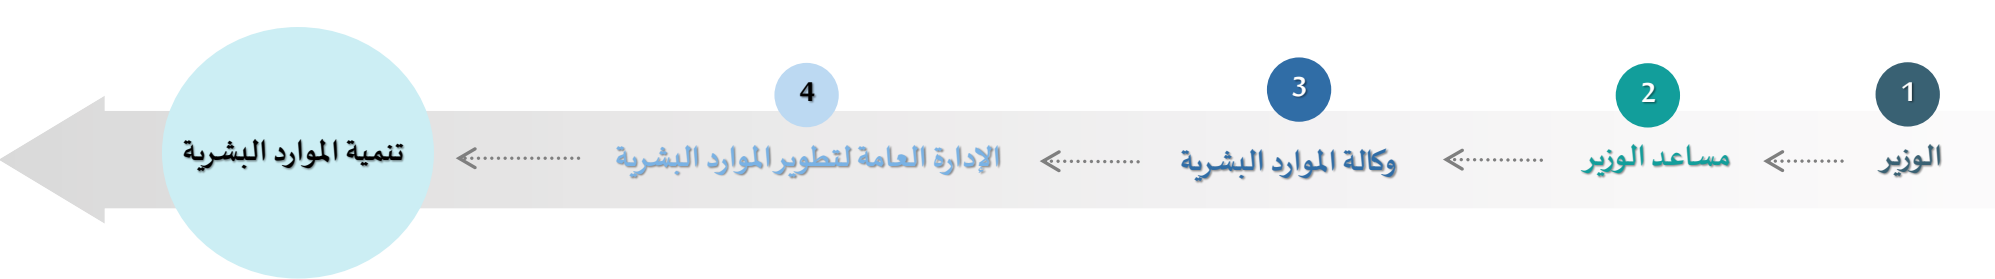 1
الوزير
2
مساعد الوزير
3
وكالة الموارد البشرية
4
الإدارة العامة لتطوير الموارد البشرية
تنمية الموارد البشرية